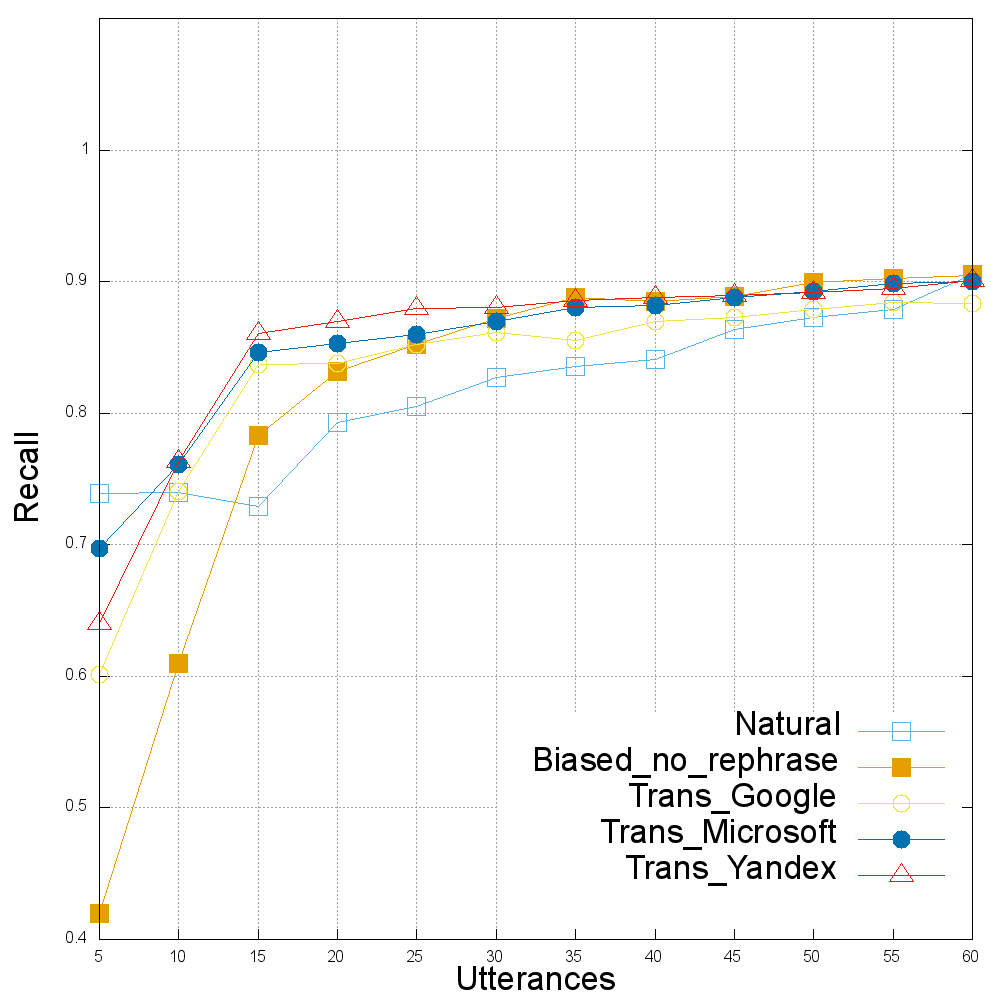 1
0.9
0.8
0.7
0.6
0.5
0.4
Recall
Natural
Biased_no_rephrase
Trans_Google
Trans_Microsoft
Trans_Yandex
5 10 15 20 25 30 35 40 45 50 55 60
Utterances